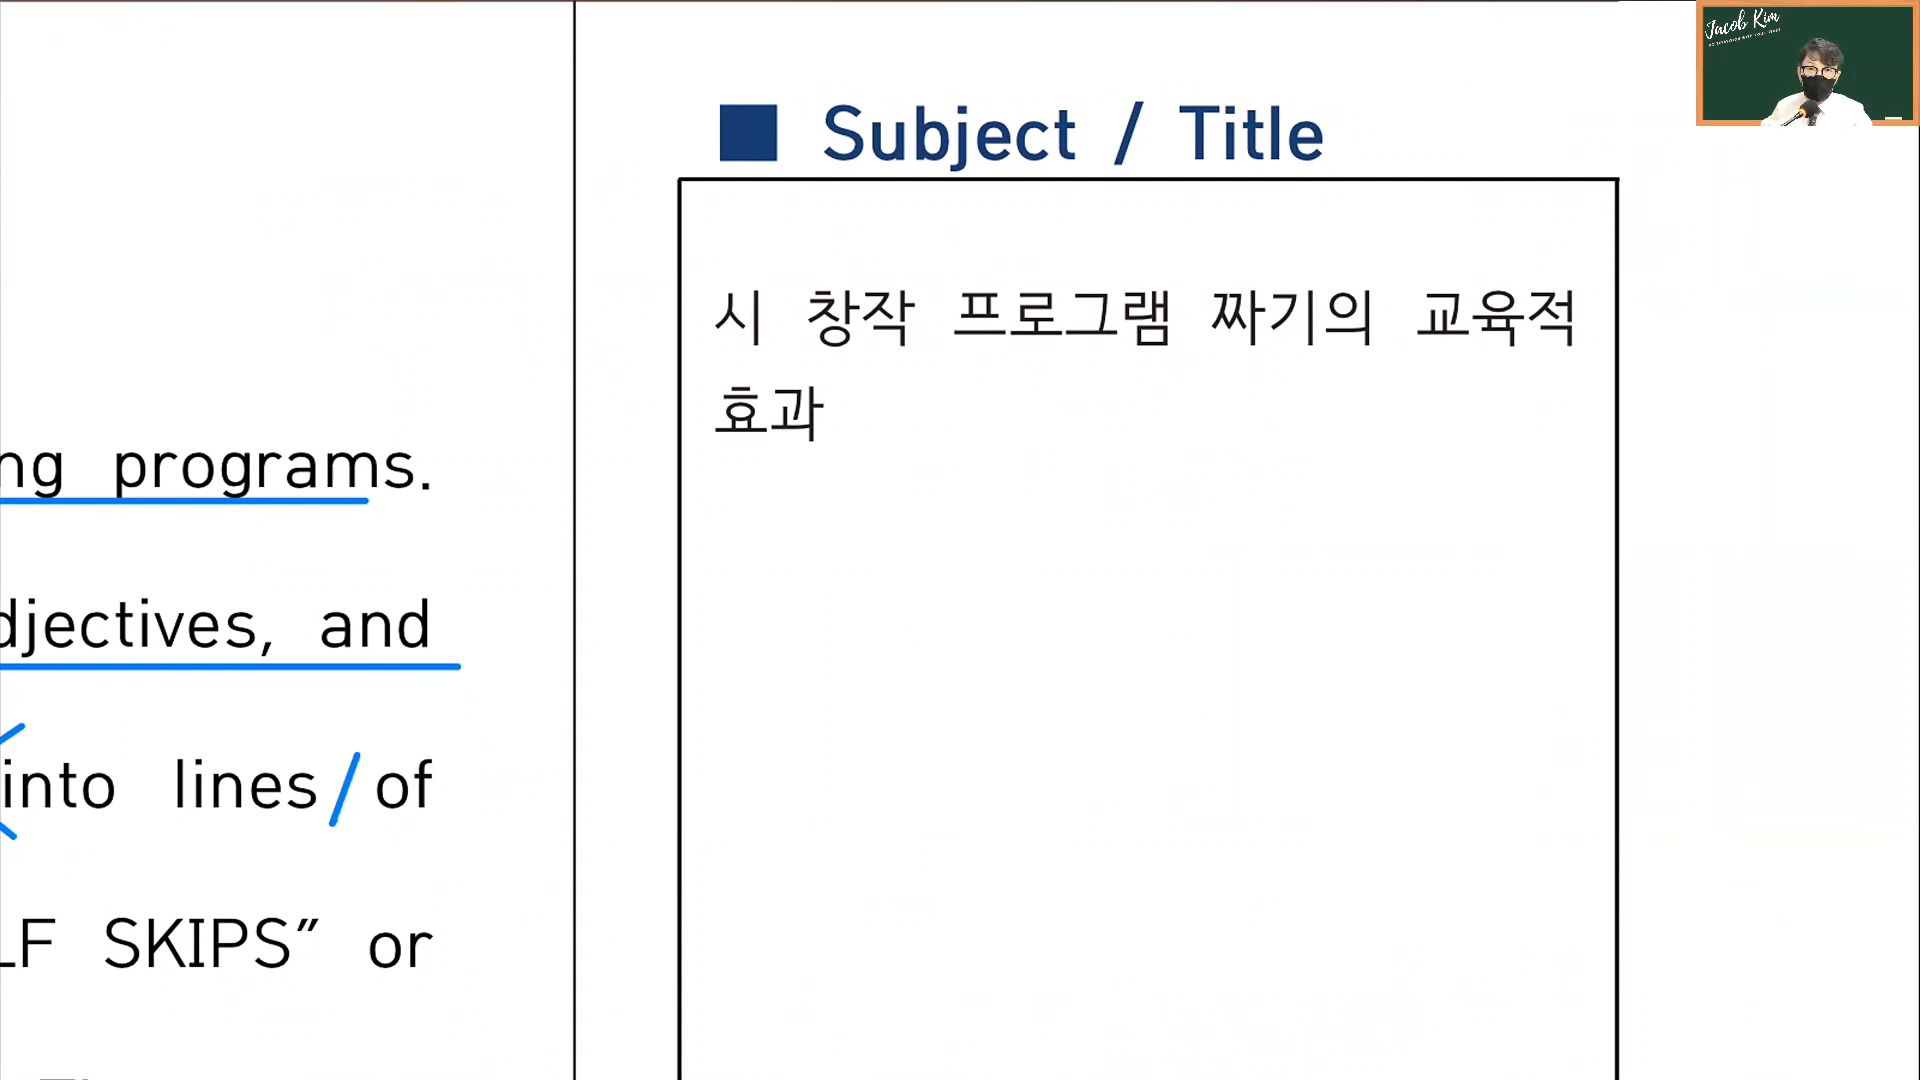 Jacob Kim
Subject / Title
시 창작 프로그램 짜기의 교육적
효과
ng programs.
djectives, and
into lines / of
LF SKIPS” or